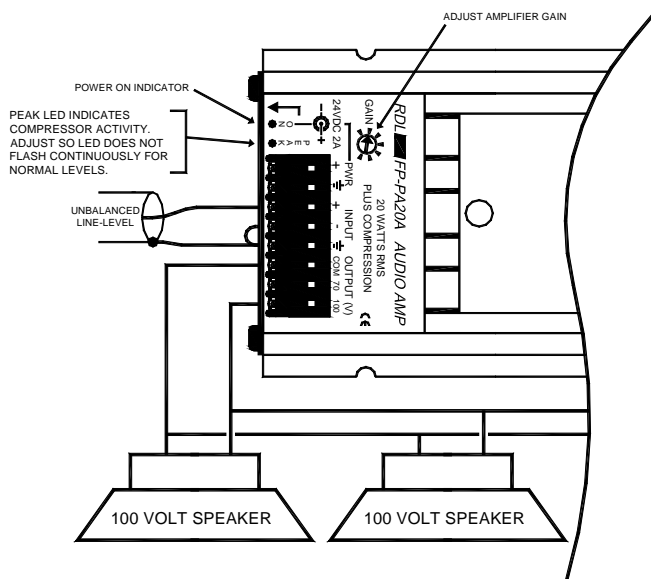 ADJUST AMPLIFIER GAIN
POWER ON INDICATOR
PEAK LED INDICATES
COMPRESSOR ACTIVITY.
ADJUST SO LED DOES NOT
FLASH CONTINUOUSLY FOR
NORMAL LEVELS.
UNBALANCED
LINE-LEVEL
RDL FP-PA20A AUDIO AMP
20 WATTS RMS
PLUS COMPRESSION
CE
GAIN
24VDC 2A
- +
ON
PEAK
PWR
INPUT
OUTPUT (V)
+ + -
COM 70 100
100 VOLT SPEAKER
100 VOLT SPEAKER